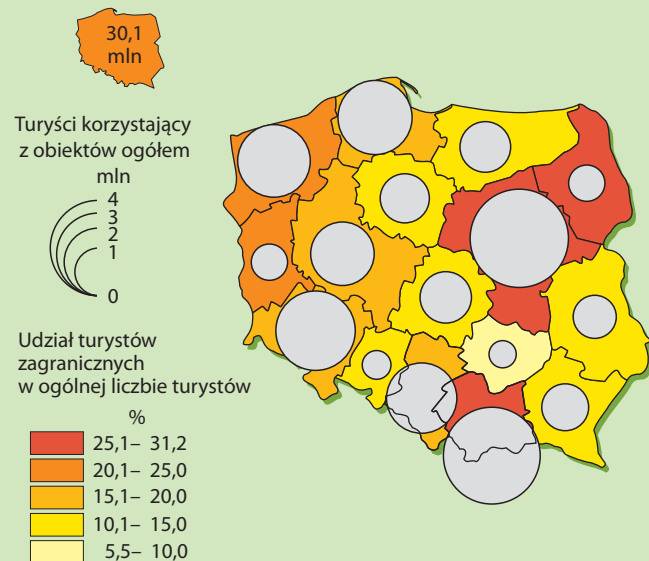 30,1
mln
Turyści korzystający
z obiektów ogółem
mln
4
3
2
1
0
Udział turystów
zagranicznych
w ogólnej liczbie turystów
%
25,1– 31,2
20,1– 25,0
15,1– 20,0
10,1– 15,0
5,5– 10,0